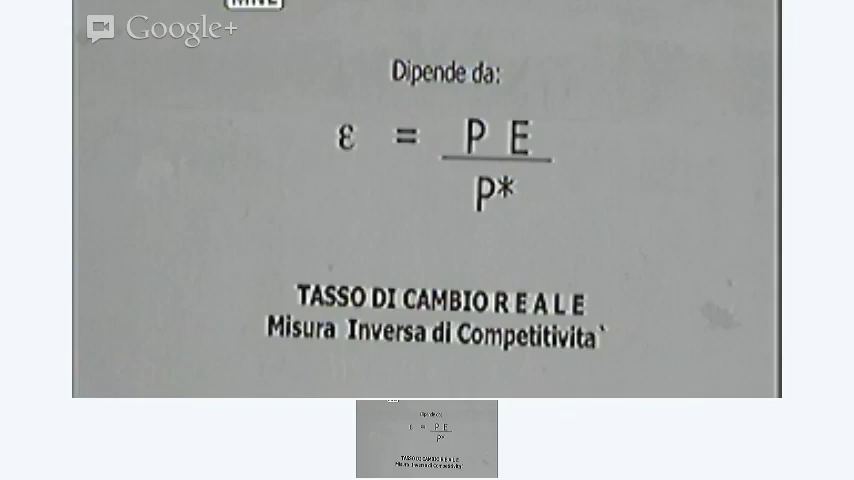 Google+
Dipende da:
ε = P E
P*
TASSO DI CAMBIO R E A L E
Misura Inversa di Competitivita`